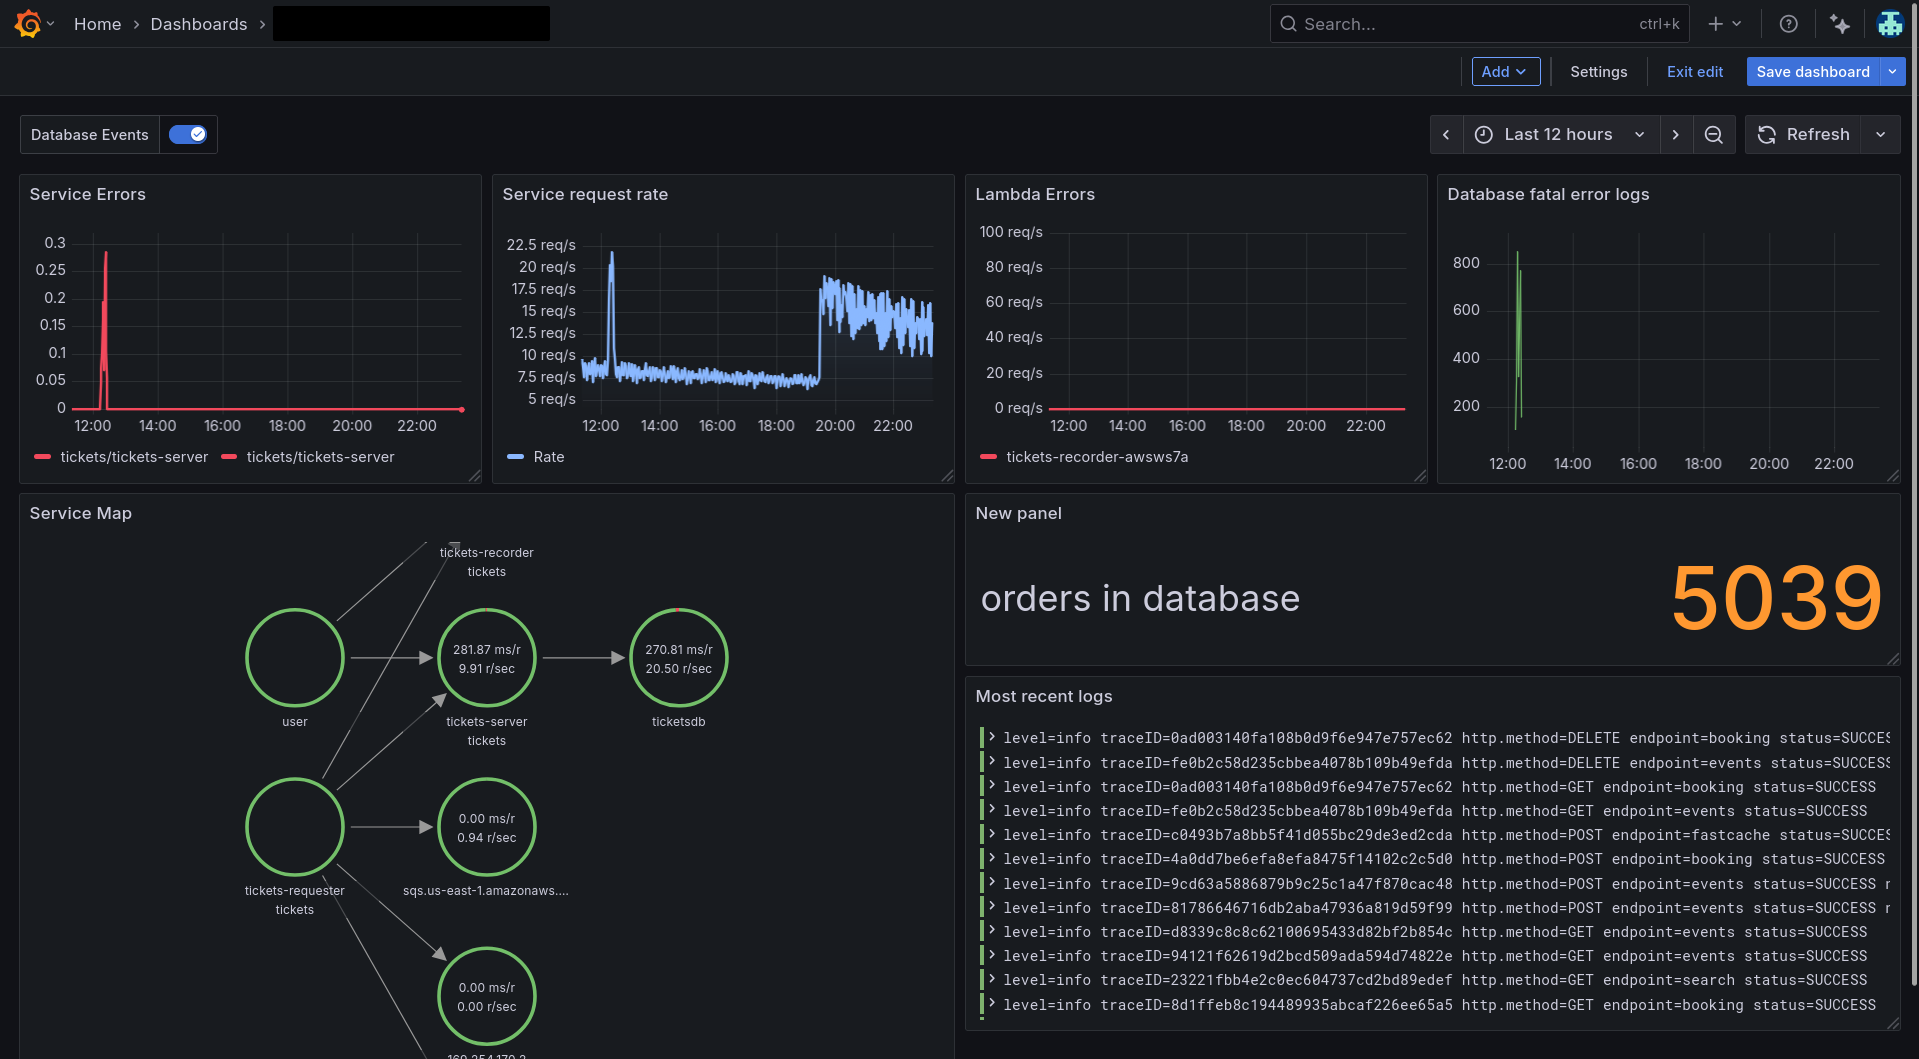 Home > Dashboards >
Search... ctrl+k
Add Settings Exit edit Save dashboard
Database Events
Last 12 hours
Refresh
Service Errors
0.3
0.25
0.2
0.15
0.1
0.05
0
12:00 14:00 16:00 18:00 20:00 22:00
tickets/tickets-server tickets/tickets-server
Service request rate
22.5 req/s
20 req/s
17.5 req/s
15 req/s
12.5 req/s
10 req/s
7.5 req/s
5 req/s
12:00 14:00 16:00 18:00 20:00 22:00
Rate
Lambda Errors
100 req/s
80 req/s
60 req/s
40 req/s
20 req/s
0 req/s
12:00 14:00 16:00 18:00 20:00 22:00
tickets-recorder-awsws7a
Database fatal error logs
800
600
400
200
12:00 14:00 16:00 18:00 20:00 22:00
Service Map
tickets-recorder
tickets
281.87 ms/r
9.91 r/sec
270.81 ms/r
20.50 r/sec
user
tickets-server
tickets
ticketsdb
0.00 ms/r
0.94 r/sec
tickets-requester
tickets
sqs.us-east-1.amazonaws....
0.00 ms/r
0.00 r/sec
New panel
orders in database
5039
Most recent logs
level=info traceID=0ad003140fa108b0d9f6e947e757ec62 http.method=DELETE endpoint=booking status=SUCCES
level=info traceID=fe0b2c58d235cbbea4078b109b49efda http.method=DELETE endpoint=events status=SUCCESS
level=info traceID=0ad003140fa108b0d9f6e947e757ec62 http.method=GET endpoint=booking status=SUCCESS
level=info traceID=fe0b2c58d235cbbea4078b109b49efda http.method=GET endpoint=events status=SUCCESS
level=info traceID=c0493b7a8bb5f41d055bc29de3ed2cda http.method=POST endpoint=fastcache status=SUCCES
level=info traceID=4a0dd7be6efa8efa8475f14102c2c5d0 http.method=POST endpoint=booking status=SUCCESS
level=info traceID=9cd63a5886879b9c25c1a47f870cac48 http.method=POST endpoint=events status=SUCCESS
level=info traceID=81786646716db2aba47936a819d59f99 http.method=POST endpoint=events status=SUCCESS
level=info traceID=d8339c8c8c62100695433d82bf2b854c http.method=GET endpoint=events status=SUCCESS
level=info traceID=94121f62619d2bcd509ada594d74822e http.method=GET endpoint=events status=SUCCESS
level=info traceID=23221fbb4e2c0ec604737cd2bd89edef http.method=GET endpoint=search status=SUCCESS
level=info traceID=8d1ffeb8c194489935abcaf226ee65a5 http.method=GET endpoint=booking status=SUCCESS